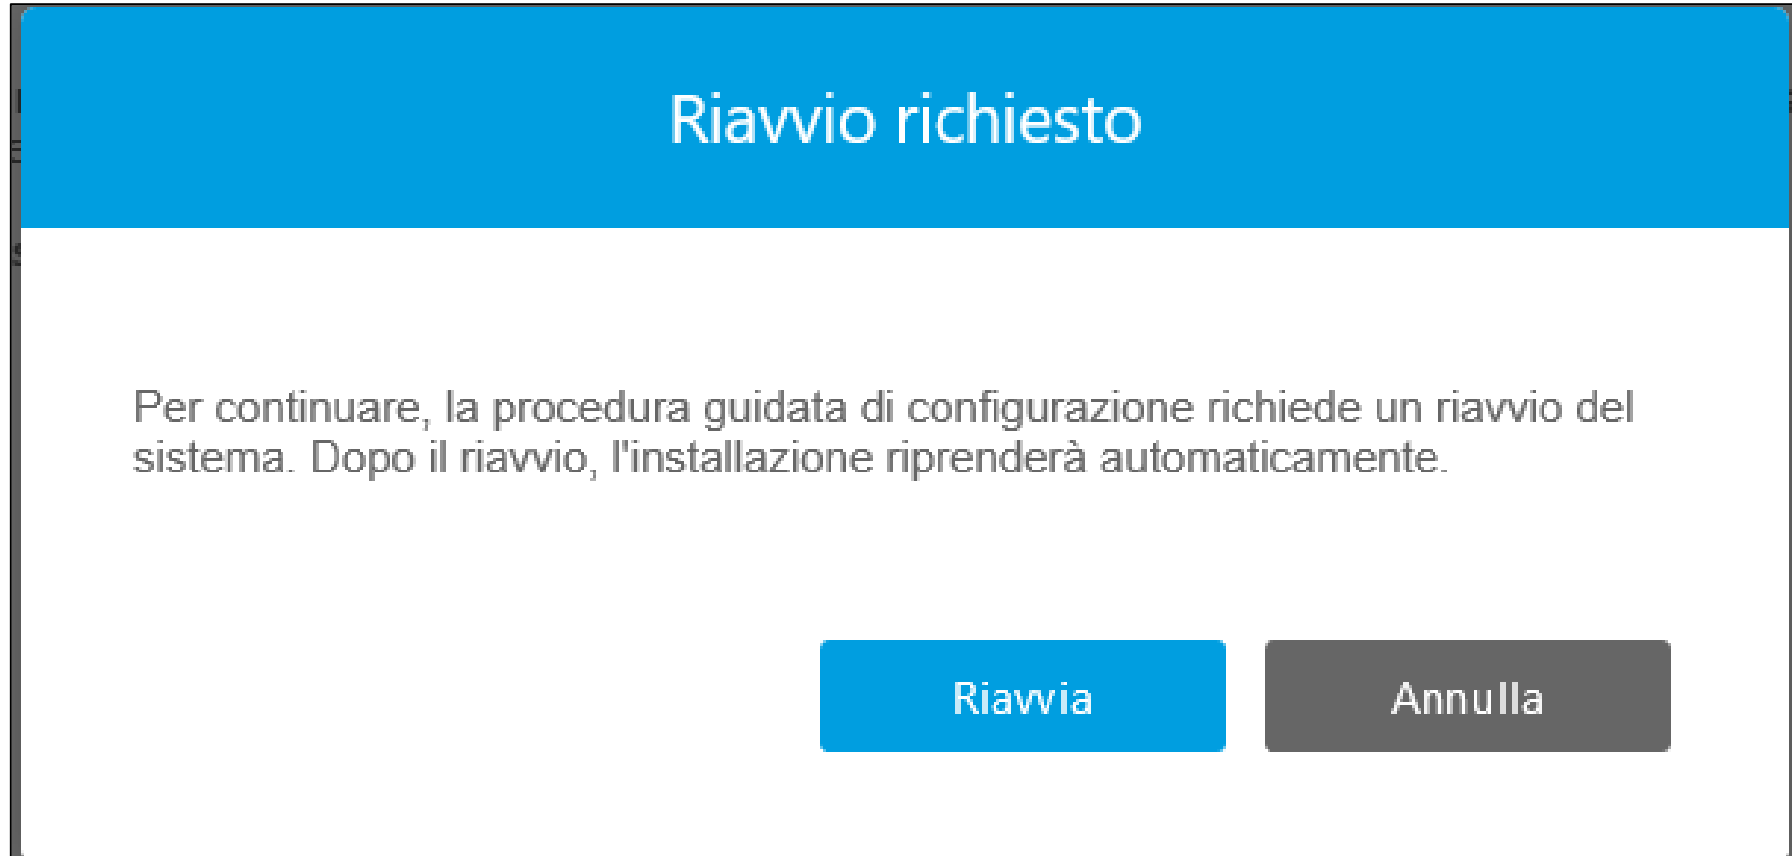 Riavvio richiesto
Per continuare, la procedura guidata di configurazione richiede un riavvio del
sistema. Dopo il riavvio, l'installazione riprenderà automaticamente.
Riavvia
Annulla